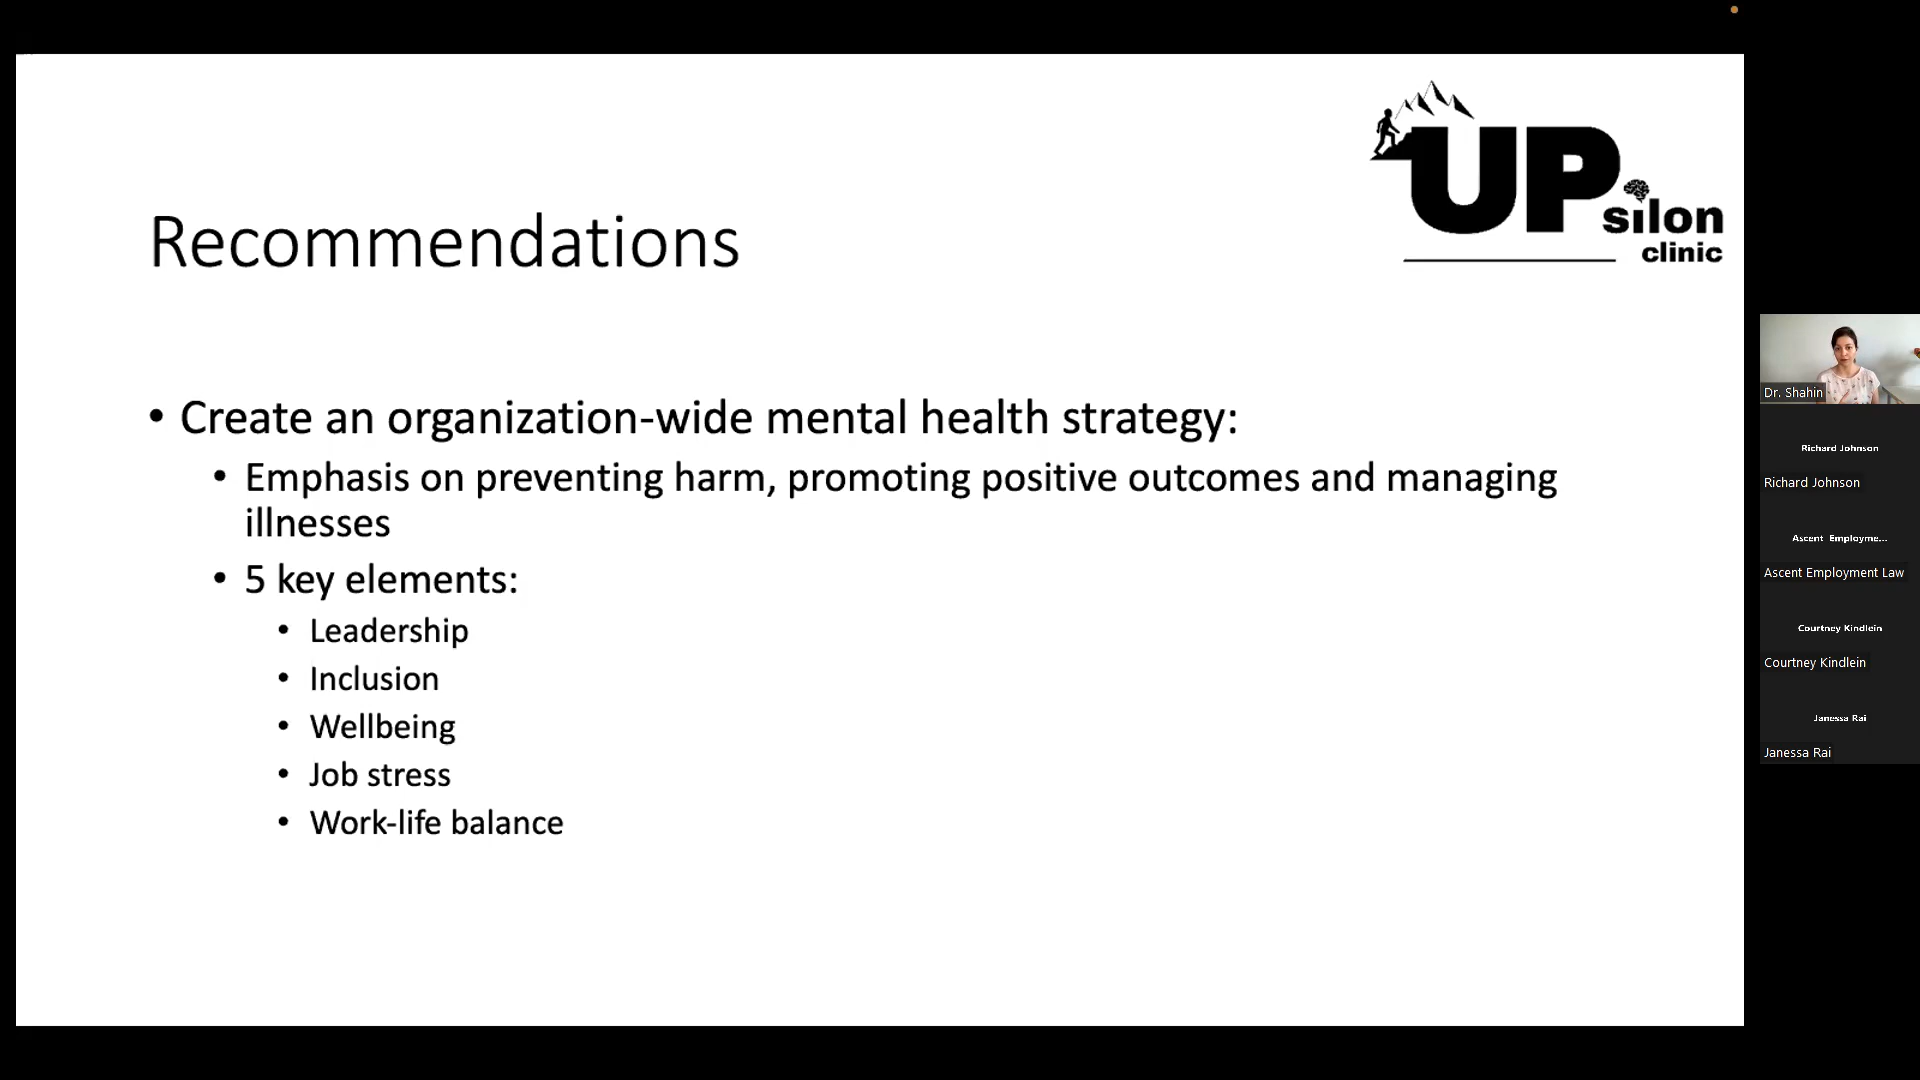 UPsilon
clinic
Recommendations
• Create an organization-wide mental health strategy:
• Emphasis on preventing harm, promoting positive outcomes and managing
illnesses
• 5 key elements:
• Leadership
• Inclusion
• Wellbeing
• Job stress
• Work-life balance
Dr. Shahin
Richard Johnson
Richard Johnson
Ascent Employme...
Ascent Employment Law
Courtney Kindlein
Courtney Kindlein
Janessa Rai
Janessa Rai